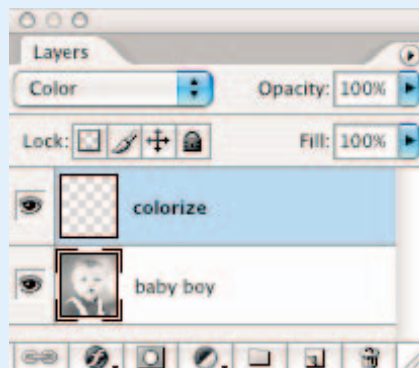 Layers
Color Opacity: 100%
Lock: Fill: 100%
colorize
baby boy